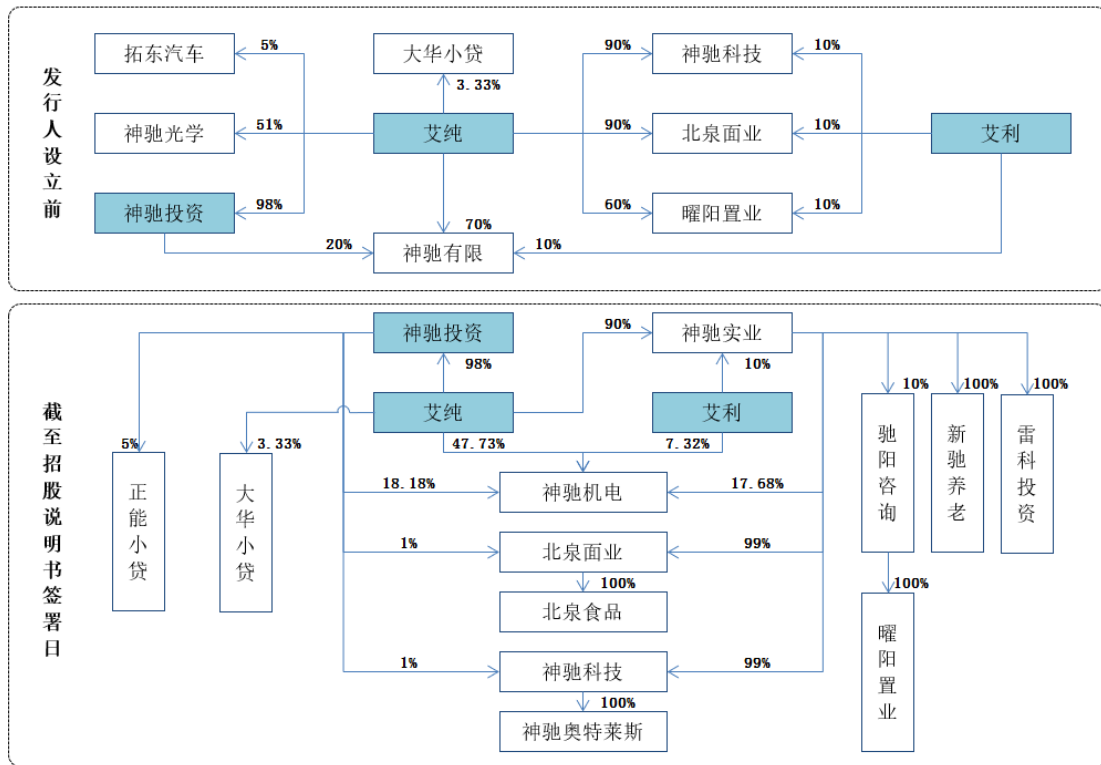 发行人设立前
拓东汽车
5%
大华小贷
3.33%
90%
神驰科技
10%
神驰光学
51%
艾纯
90%
北泉面业
10%
艾利
神驰投资
98%
60%
曜阳置业
10%
20%
70%
神驰有限
10%
截至招股说明书签署日
神驰投资
98%
90%
神驰实业
10%
艾纯
47.73%
艾利
7.32%
10%
100%
100%
驰阳咨询
新驰养老
雷科投资
5%
3.33%
正能小贷
大华小贷
18.18%
神驰机电
17.68%
1%
北泉面业
99%
100%
北泉食品
100%
曜阳置业
1%
神驰科技
99%
100%
神驰奥特莱斯